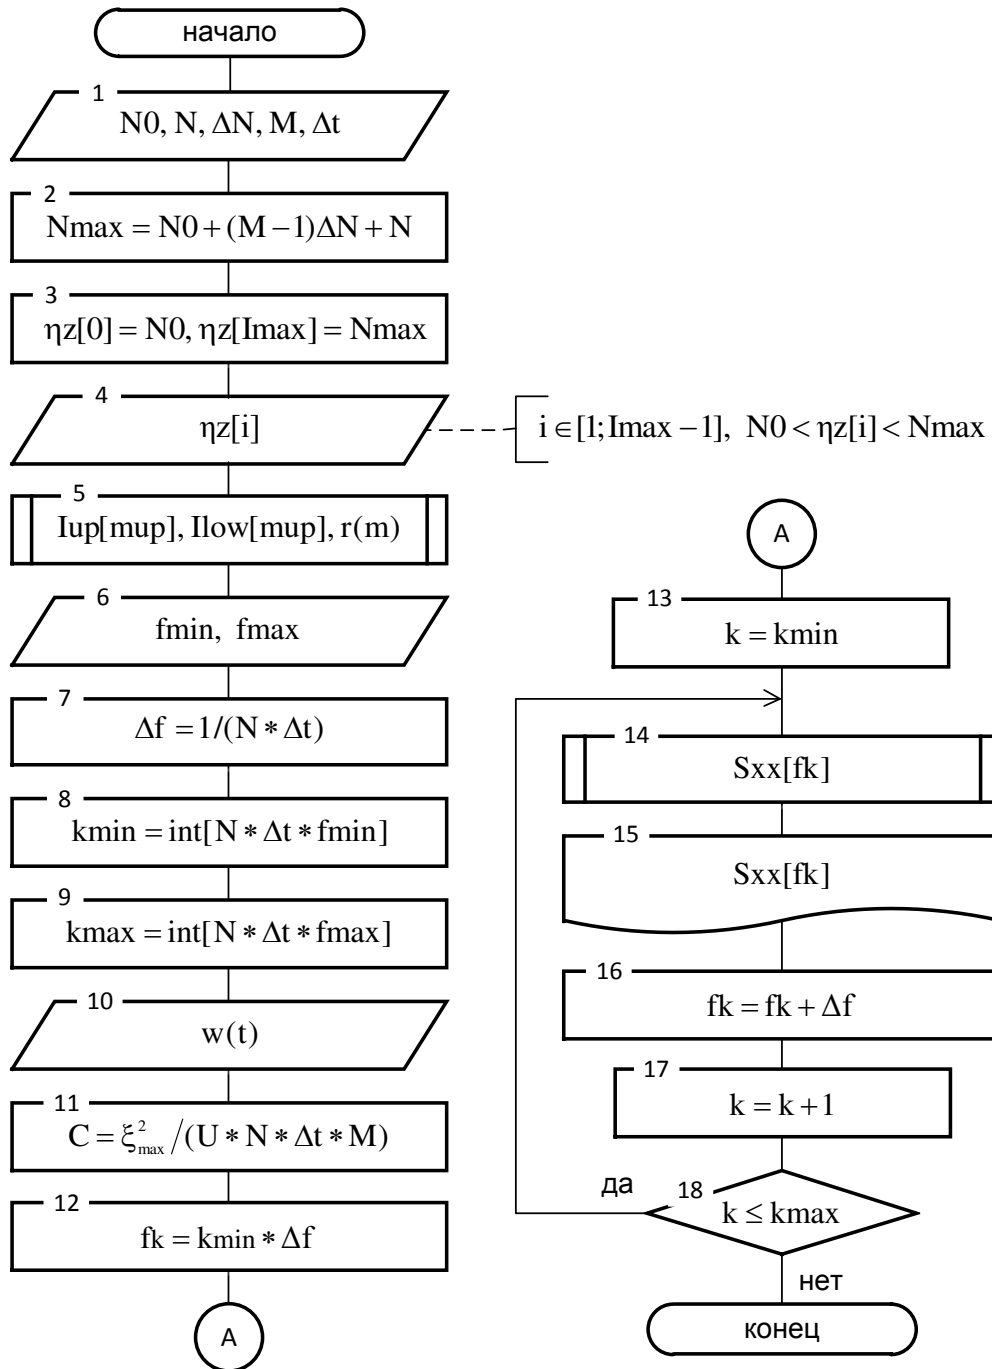 начало
1
N0, N, ΔN, M, Δt
2
Nmax = N0 + (M − 1)ΔN + N
3
ηz[0] = N0, ηz[Imax] = Nmax
4
ηz[i]
i ∈ [1; Imax − 1], N0 < ηz[i] < Nmax
5
Iup[mup], Ilow[mup], r(m)
6
fmin, fmax
7
Δf = 1/(N * Δt)
8
kmin = int[N * Δt * fmin]
9
kmax = int[N * Δt * fmax]
10
w(t)
11
C = ξ²max/(U * N * Δt * M)
12
fk = kmin * Δf
A
A
13
k = kmin
14
Sxx[fk]
15
Sxx[fk]
16
fk = fk + Δf
17
k = k + 1
да
18
k ≤ kmax
нет
конец